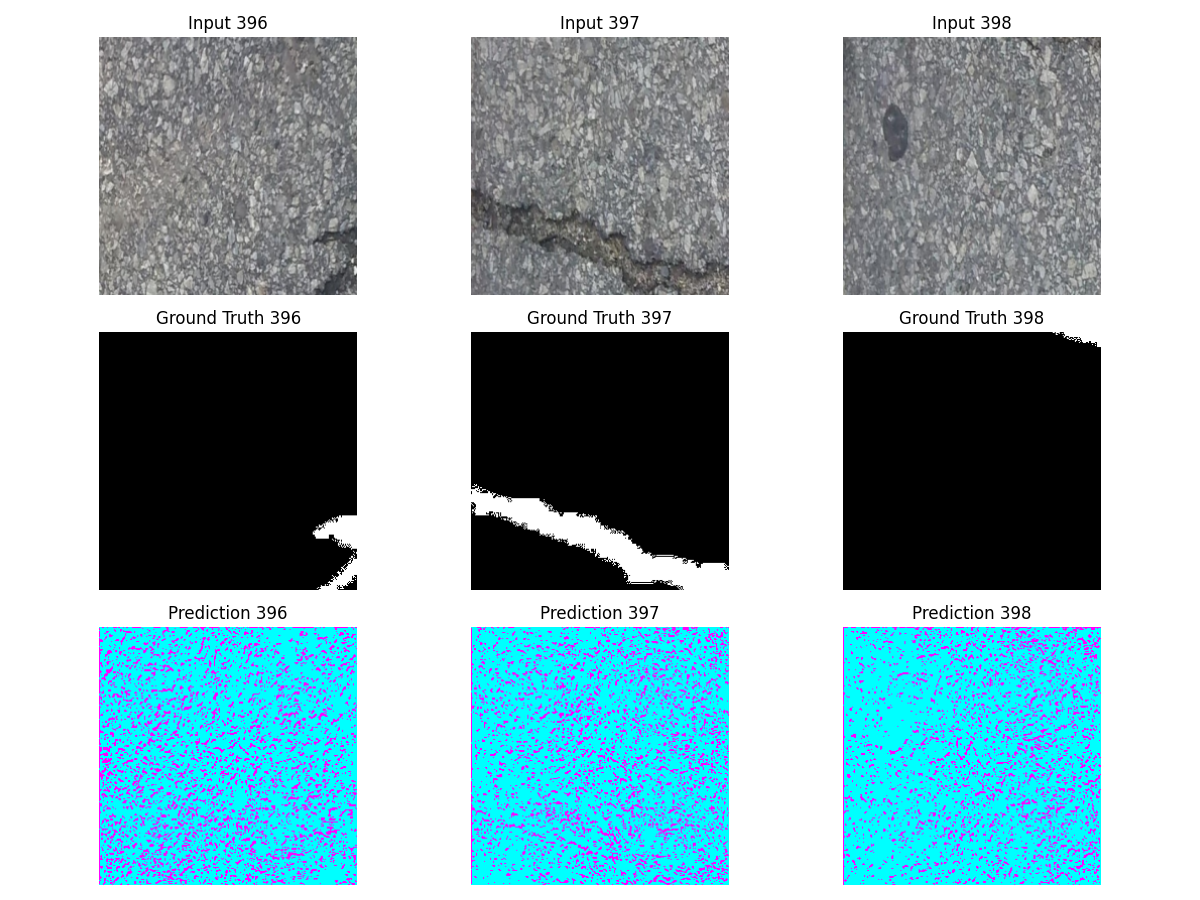 Input 396
Input 397
Input 398
Ground Truth 396
Ground Truth 397
Ground Truth 398
Prediction 396
Prediction 397
Prediction 398